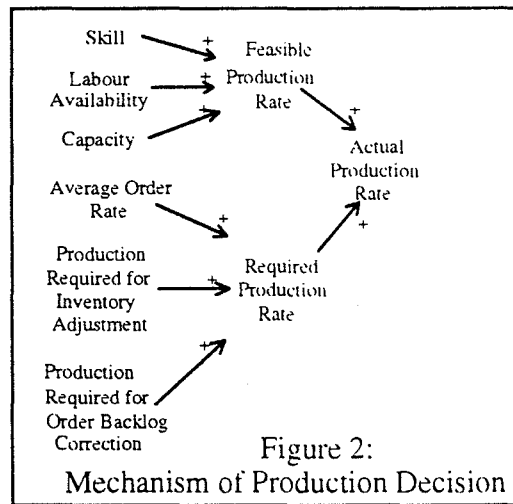 Skill
+
Feasible
Labour
Availability
+
Production
Rate
Capacity
+
+
Actual
Production
Rate
Average Order
Rate
+
+
Production
Required for
Inventory
Adjustment
+
Required
Production
Rate
Production
Required for
Order Backlog
Correction
+
Figure 2:
Mechanism of Production Decision